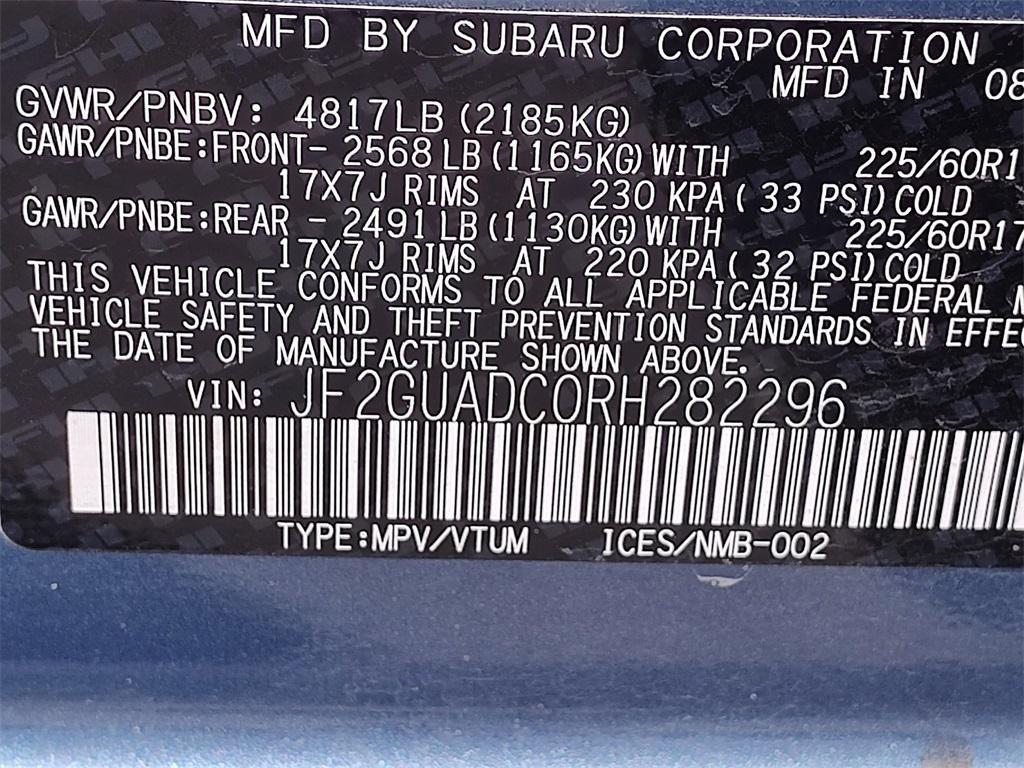 MFD BY SUBARU CORPORATION
MFD IN 08
GVWR/PNBV: 4817LB (2185KG)
GAWR/PNBE:FRONT- 2568 LB (1165KG) WITH 225/60R1
17X7J RIMS AT 230 KPA ( 33 PSI) COLD
GAWR/PNBE:REAR - 2491 LB (1130KG) WITH 225/60R17
17X7J RIMS AT 220 KPA ( 32 PSI) COLD
THIS VEHICLE CONFORMS TO ALL APPLICABLE FEDERAL M
VEHICLE SAFETY AND THEFT PREVENTION STANDARDS IN EFFE
THE DATE OF MANUFACTURE SHOWN ABOVE.
VIN: JF2GUADC0RH282296
TYPE:MPV/VTUM ICES/NMB-002